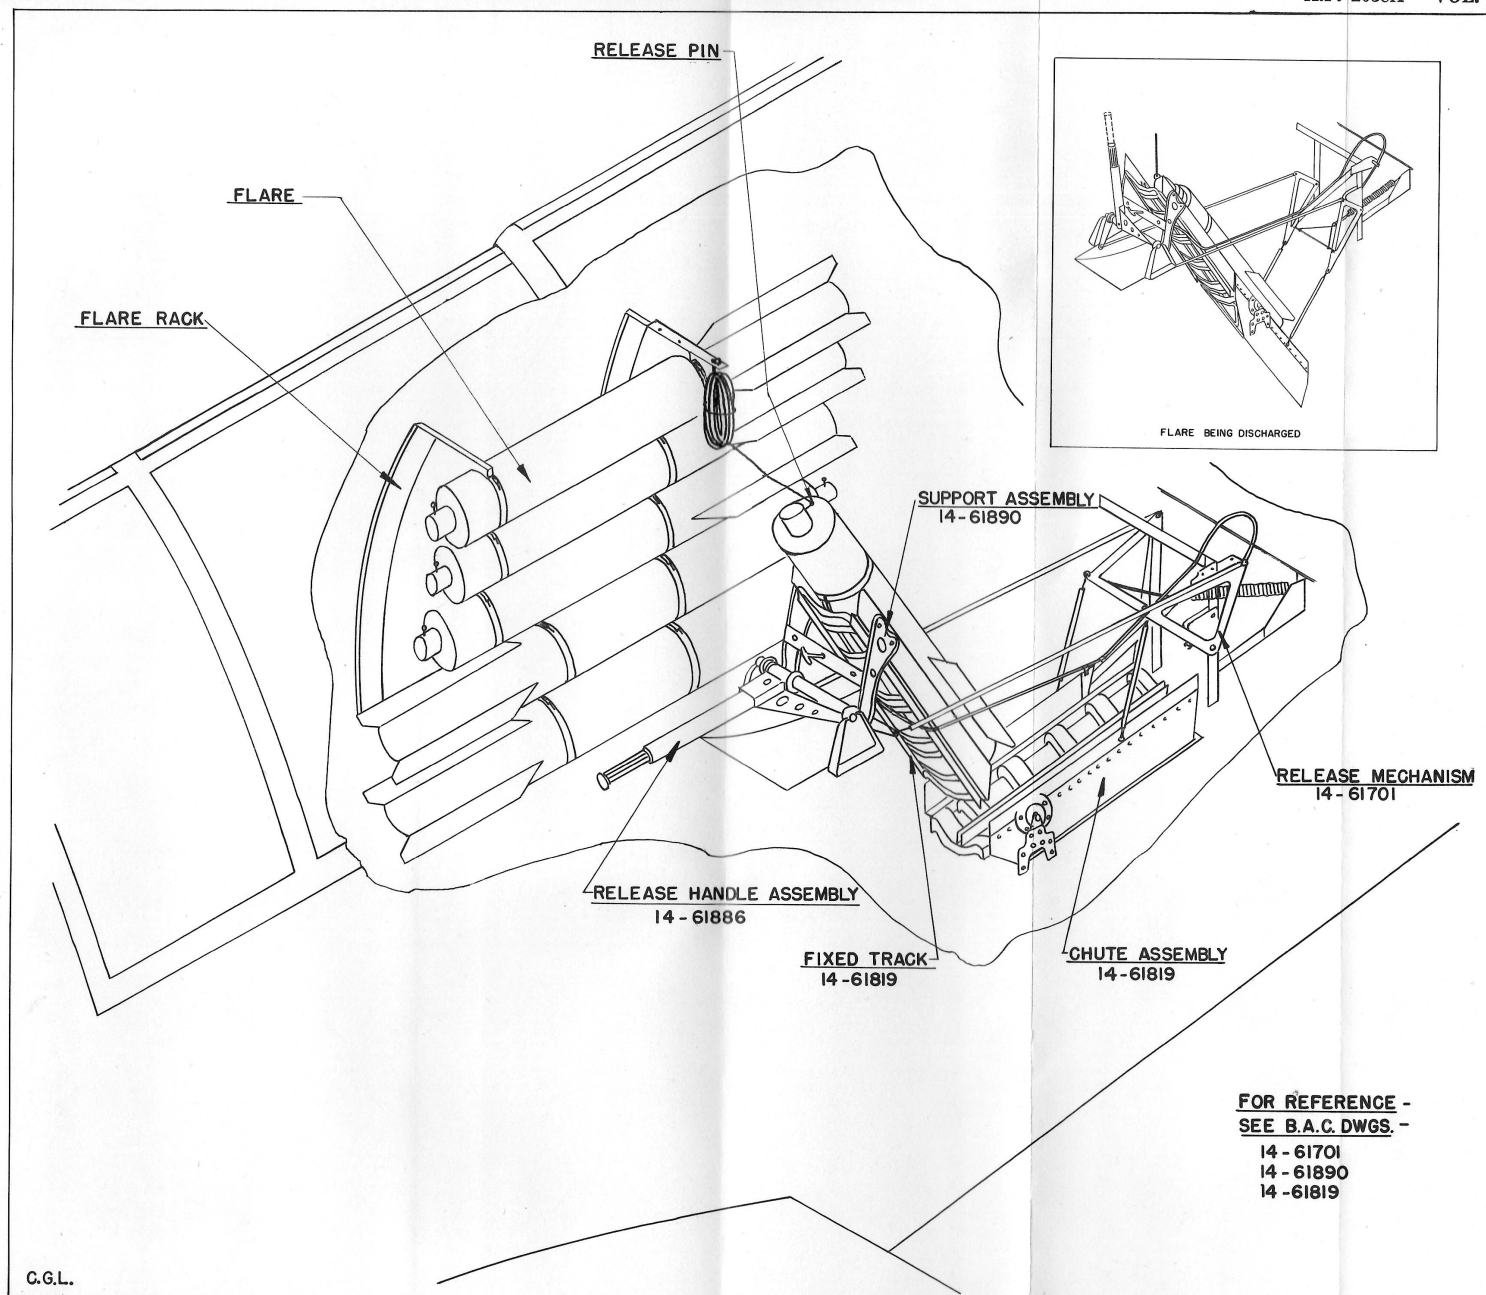 VOL.
RELEASE PIN
FLARE
FLARE RACK
FLARE BEING DISCHARGED
SUPPORT ASSEMBLY
14-61890
RELEASE MECHANISM
14-61701
RELEASE HANDLE ASSEMBLY
14-61886
FIXED TRACK
14-61819
CHUTE ASSEMBLY
14-61819
FOR REFERENCE -
SEE B.A.C. DWGS. -
14-61701
14-61890
14-61819
C.G.L.